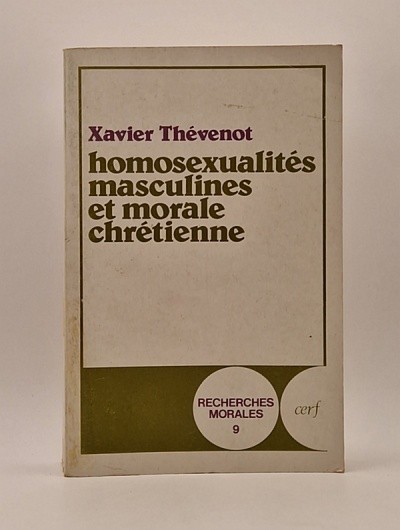 Xavier Thévenot
homosexualités
masculines
et morale
chrétienne
RECHERCHES
MORALES
9
cerf